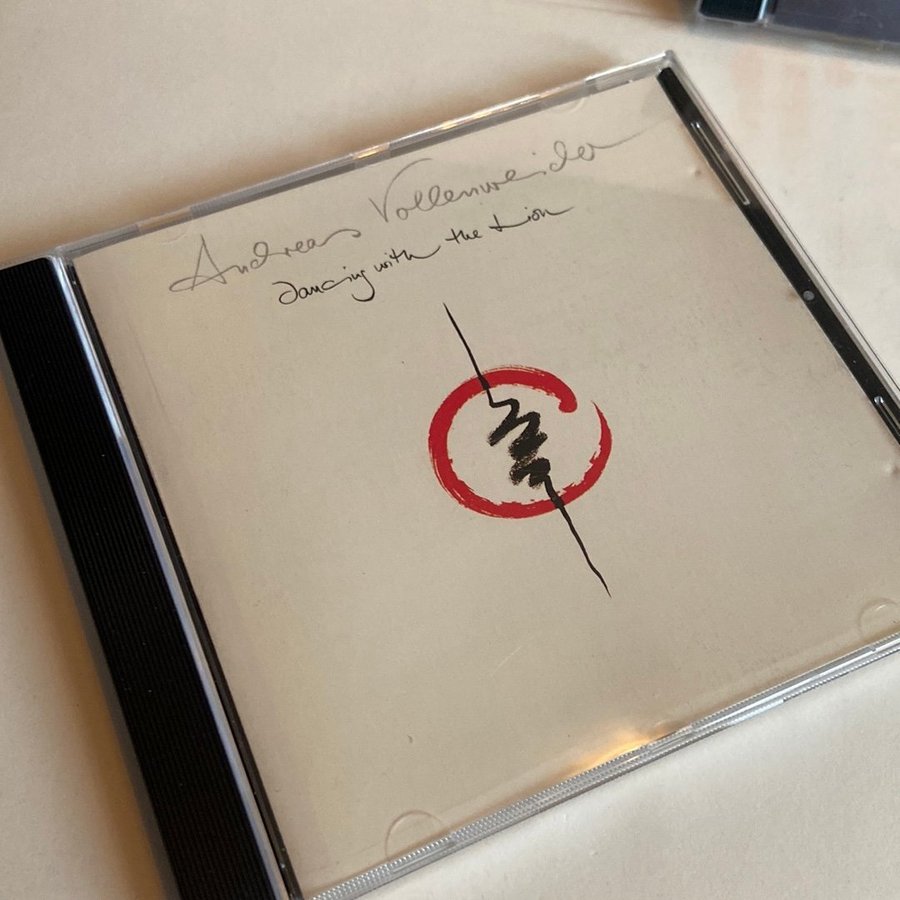 Andreas Vollenweider
Dancing with the Lion